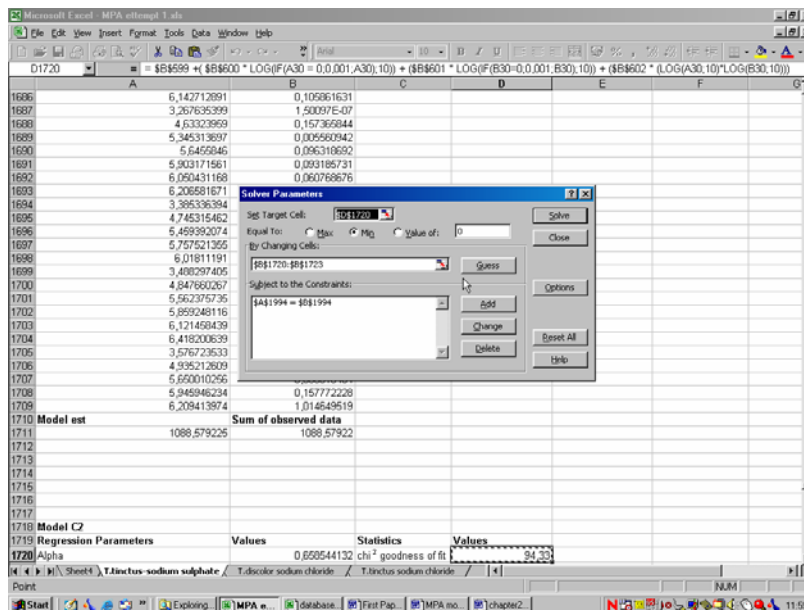 Microsoft Excel - MPA attempt 1.xls
File Edit View Insert Format Tools Data Window Help
Arial 10 B I U
D1720 = = $B$599 +( $B$600 * LOG(IF(A30 = 0;0,001;A30);10)) + ($B$601 * LOG(IF(B30=0;0,001;B30);10)) + ($B$602 * (LOG(A30;10)*LOG(B30;10)))
A B C D E F G
1686 6,142712891 0,105861631
1687 3,267635399 1,50097E-07
1688 4,63323959 0,157365844
1689 5,345313697 0,005560942
1690 5,6455846 0,096318692
1691 5,903171561 0,093185731
1692 6,050431168 0,060768676
1693 6,206581671
1694 3,385336394
1695 4,745315462
1696 5,459392074
1697 5,757521355
1698 6,01811191
1699 3,488297405
1700 4,847660267
1701 5,562375735
1702 5,859248116
1703 6,121458439
1704 6,418200639
1705 3,576723533
1706 4,935212609
1707 5,650010256
1708 5,945946234 0,157772228
1709 6,209413974 1,014649519
1710 Model est Sum of observed data
1711 1088,579225 1088,57922
1712
1713
1714
1715
1716
1717
1718 Model C2
1719 Regression Parameters Values Statistics Values
1720 Alpha 0,658544132 chi² goodness of fit 94,33
Solver Parameters
Set Target Cell: $D$1720 Solve
Equal To: Max Min Value of: 0 Close
By Changing Cells:
$B$1720:$B$1723 Guess
Subject to the Constraints: Options
$A$1994 = $B$1994 Add
Change
Reset All
Delete
Help
Sheet4 T.tinctus-sodium sulphate T.discolor sodium chloride T.tinctus sodium chloride
Point NUM
Start Exploring MPA e... database... First Pap... MPA mo... chapter2...